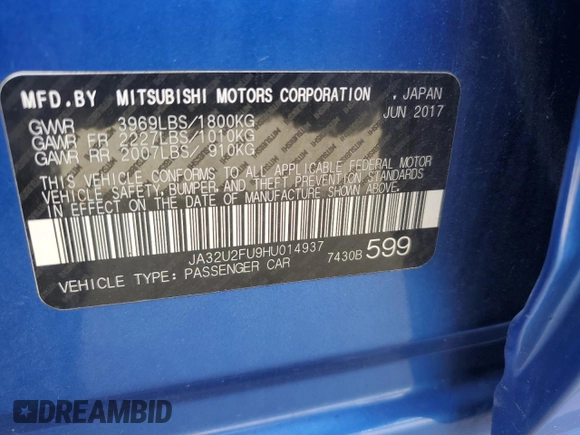 MFD.BY MITSUBISHI MOTORS CORPORATION , JAPAN
JUN 2017
GVWR 3969LBS/1800KG
GAWR FR 2227LBS/1010KG
GAWR RR 2007LBS/ 910KG
THIS VEHICLE CONFORMS TO ALL APPLICABLE FEDERAL MOTOR
VEHICLE SAFETY, BUMPER AND THEFT PREVENTION STANDARDS
IN EFFECT ON THE DATE OF MANUFACTURE SHOWN ABOVE.
JA32U2FU9HU014937
7430B 599
VEHICLE TYPE: PASSENGER CAR
DREAMBID